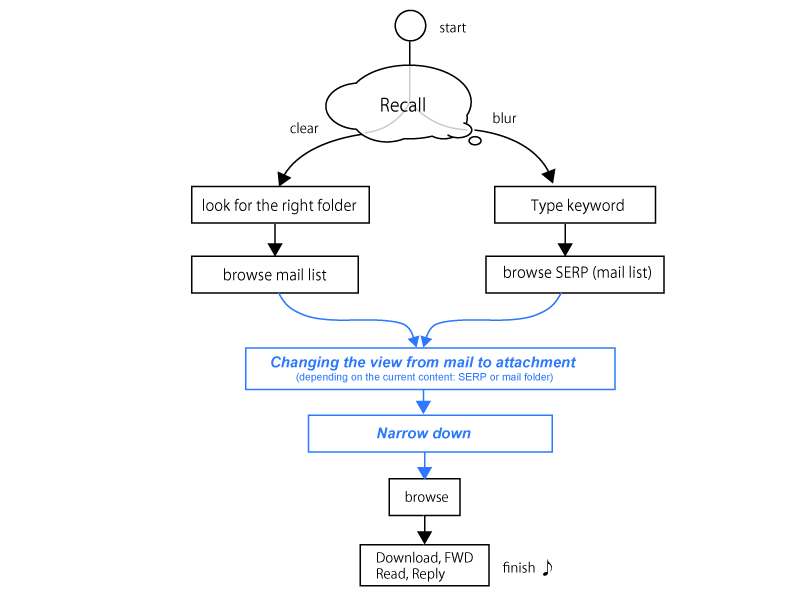 start
Recall
clear
blur
look for the right folder
Type keyword
browse mail list
browse SERP (mail list)
Changing the view from mail to attachment
(depending on the current content: SERP or mail folder)
Narrow down
browse
Download, FWD
Read, Reply
finish ♪